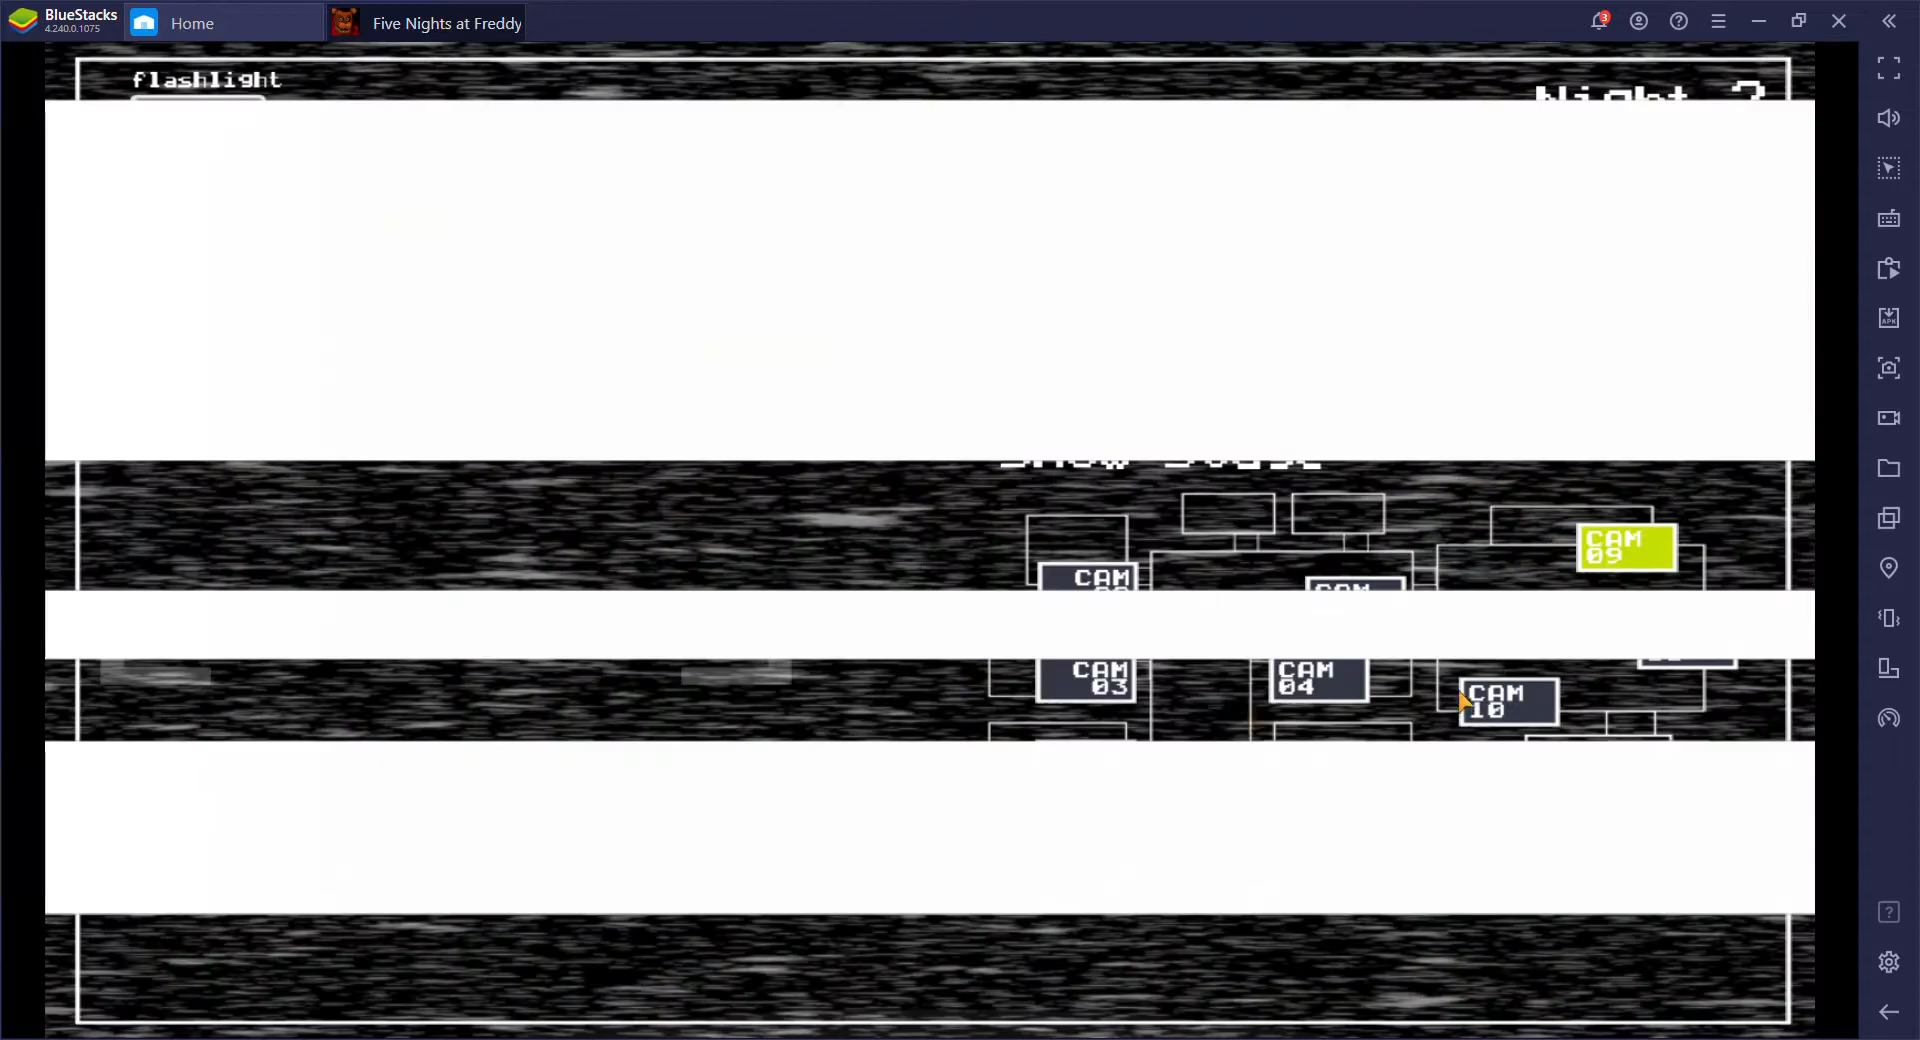 BlueStacks
4.240.0.1075
Home
Five Nights at Freddy
3
flashlight
CAM
09
CAM
CAM
03
CAM
04
CAM
10